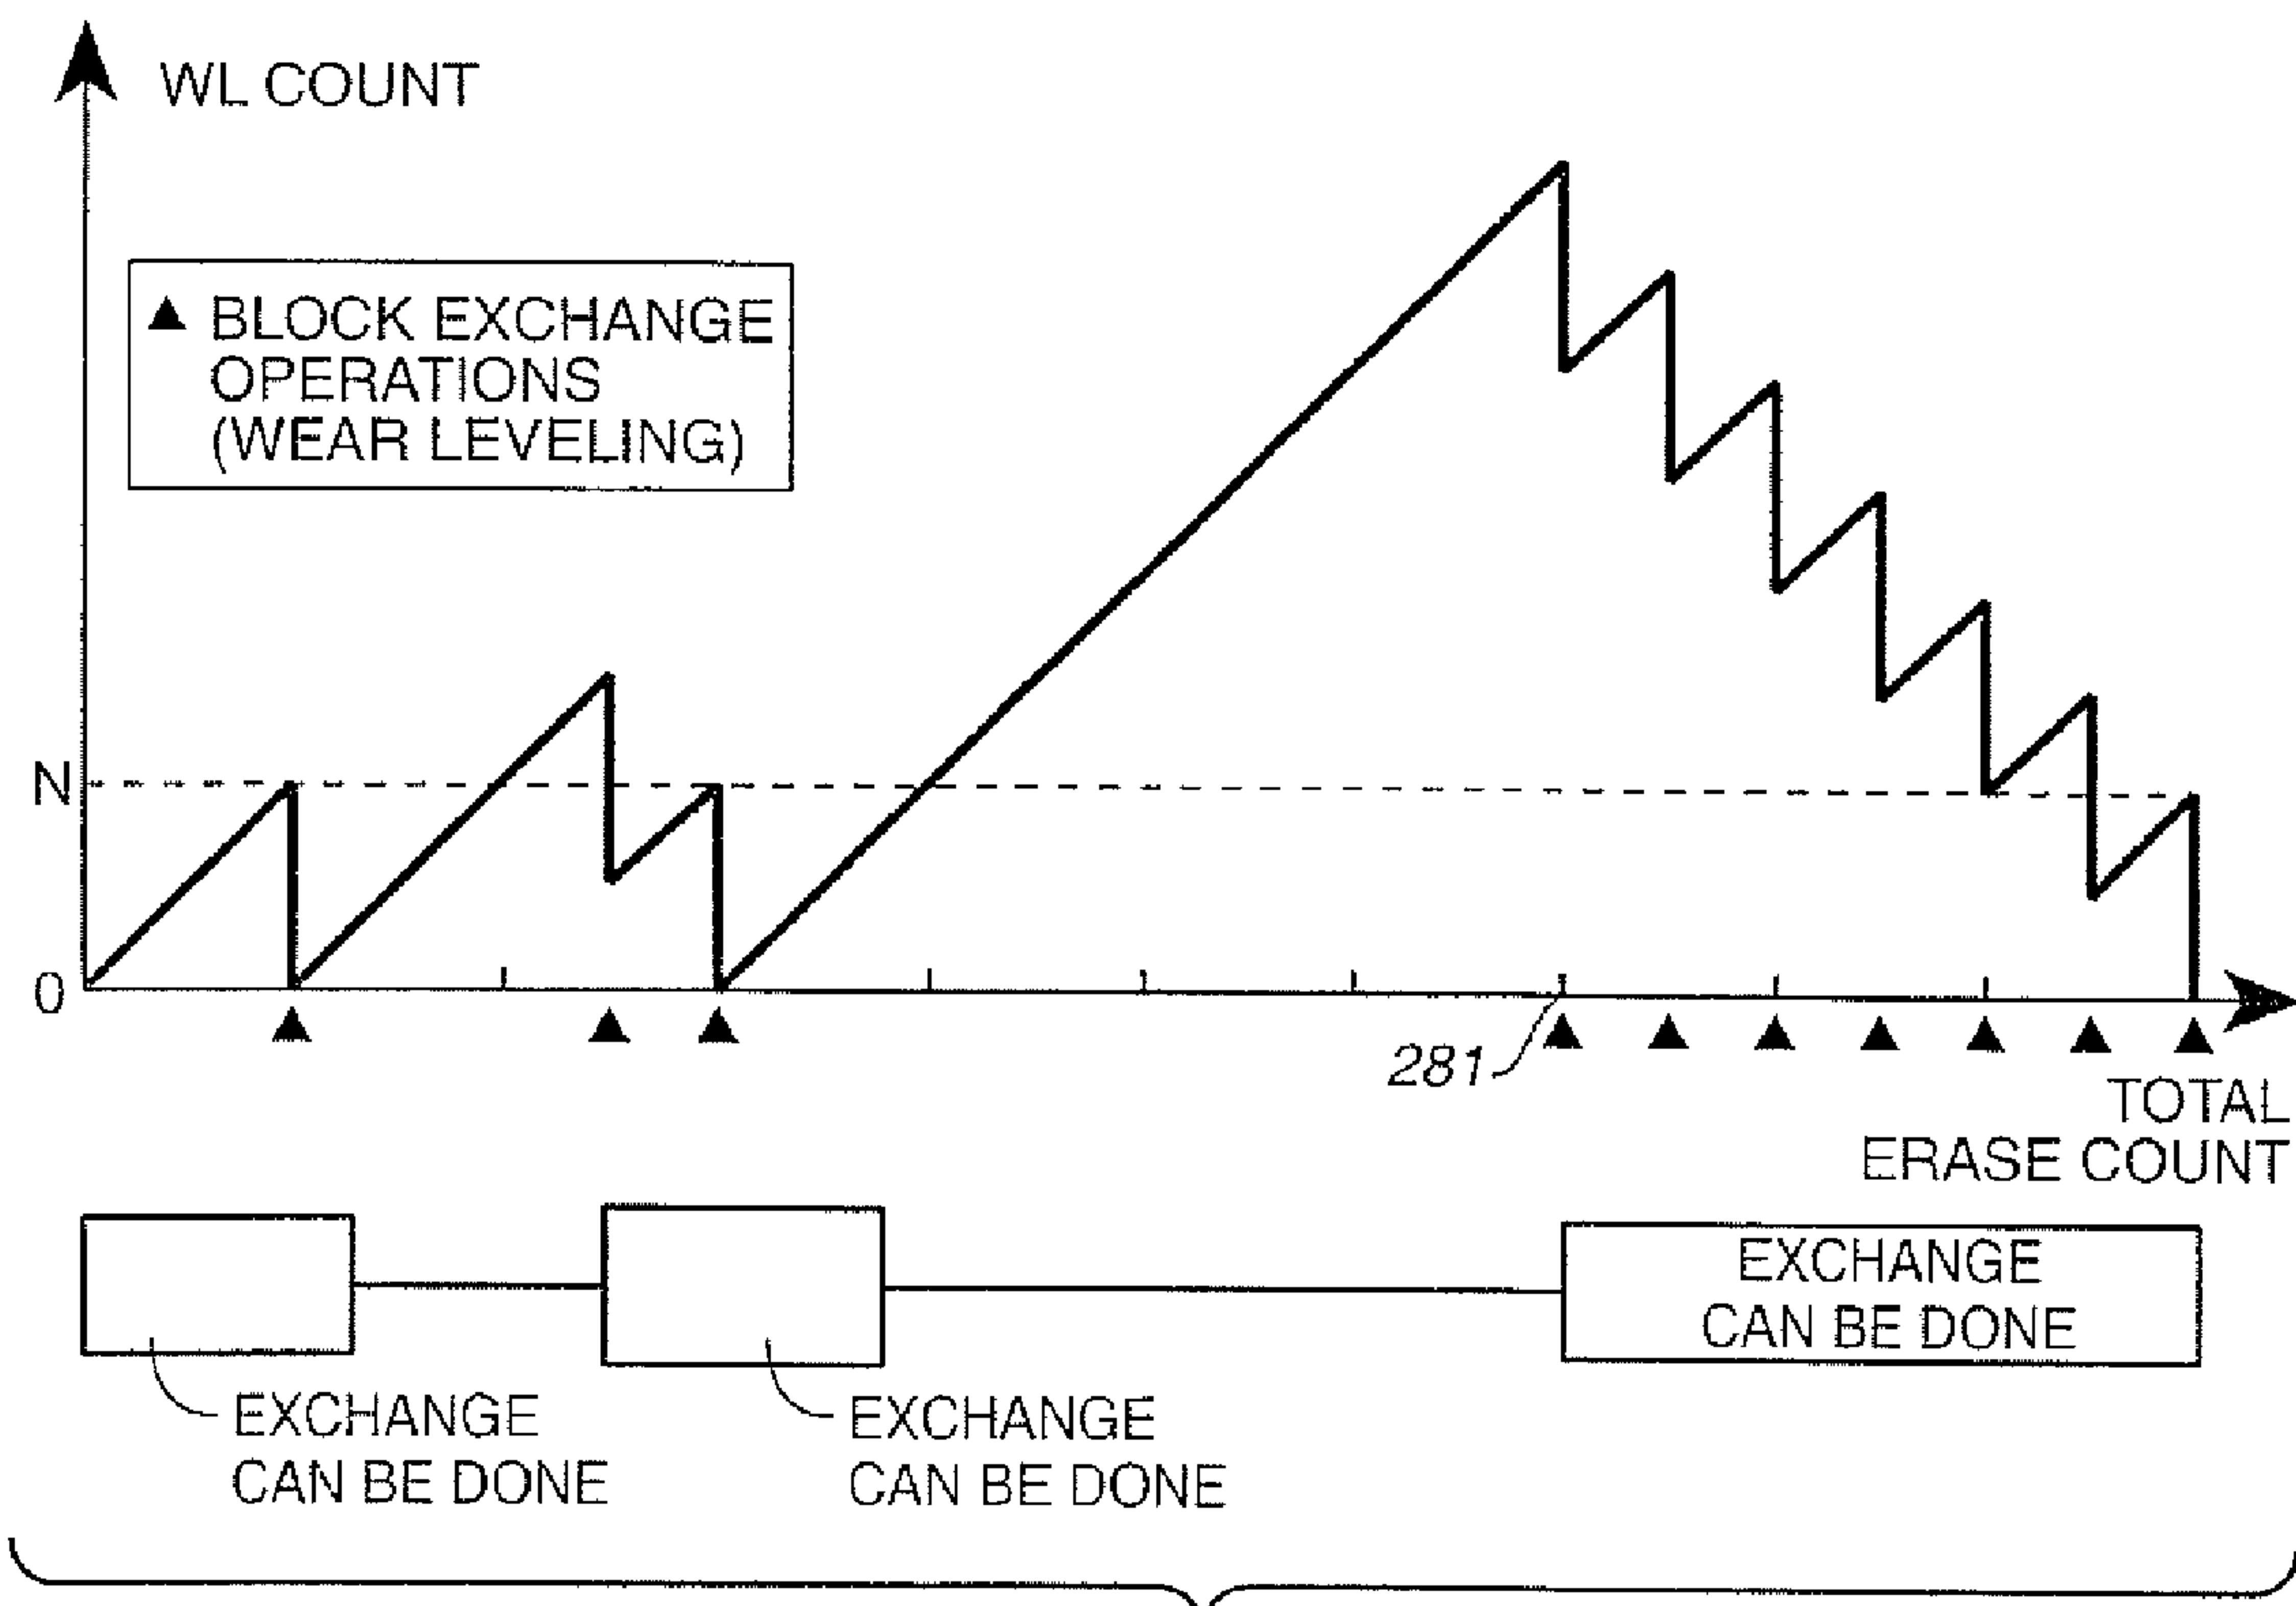 WL COUNT
▲ BLOCK EXCHANGE
OPERATIONS
(WEAR LEVELING)
N
0
281
TOTAL
ERASE COUNT
EXCHANGE
CAN BE DONE
EXCHANGE
CAN BE DONE
EXCHANGE
CAN BE DONE